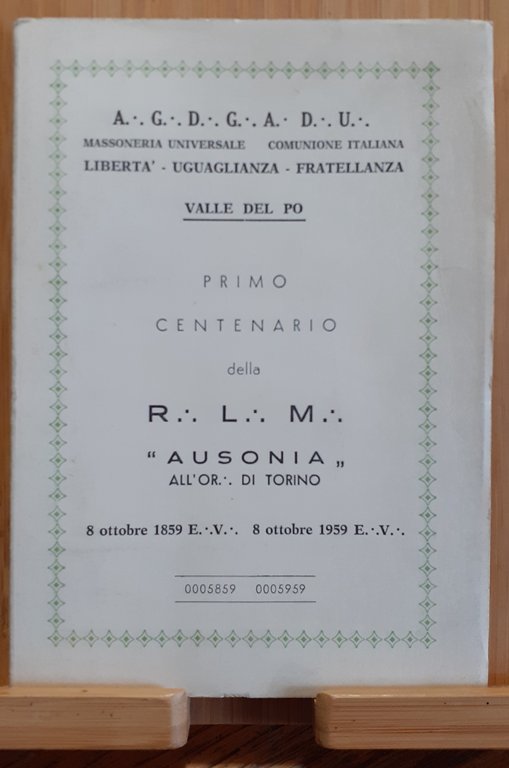 A.·. G.·. D.·. G.·. A.· D.·. U.·.
MASSONERIA UNIVERSALE COMUNIONE ITALIANA
LIBERTA' - UGUAGLIANZA - FRATELLANZA
VALLE DEL PO
PRIMO
CENTENARIO
della
R.·. L.·. M.·.
" AUSONIA „
ALL'OR.·. DI TORINO
8 ottobre 1859 E.·.V.·. 8 ottobre 1959 E.·.V.·.
0005859 0005959